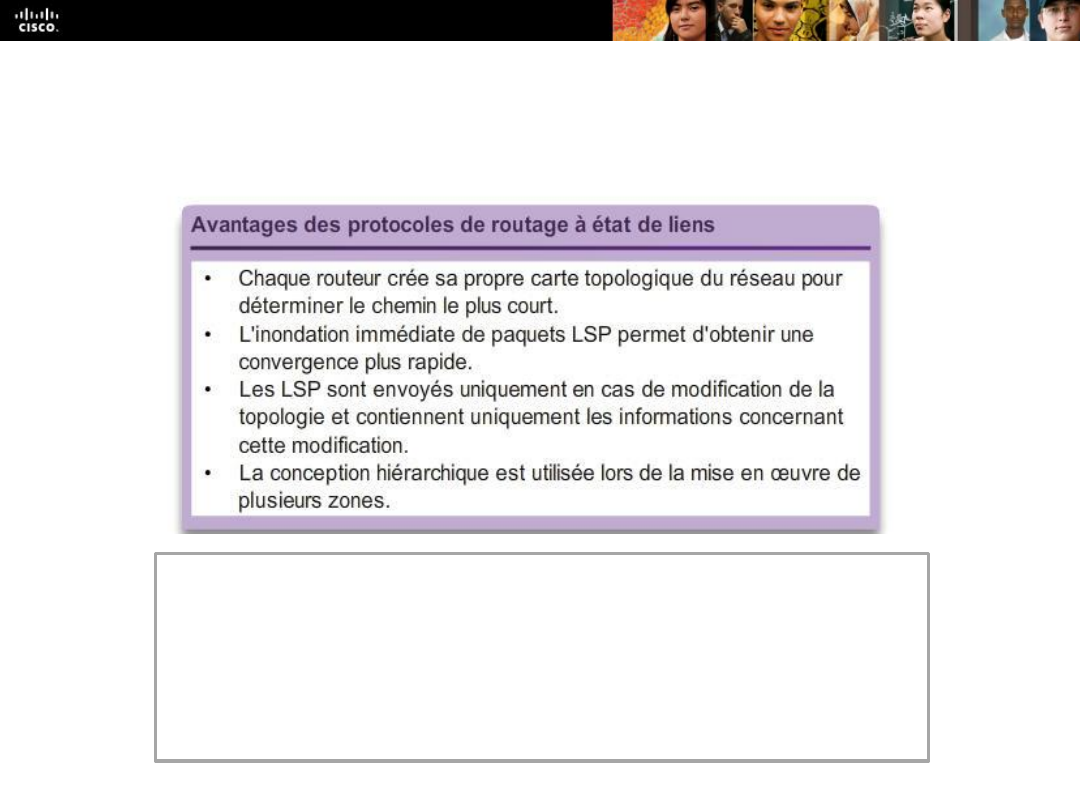 CISCO.
Avantages des protocoles de routage à état de liens
• Chaque routeur crée sa propre carte topologique du réseau pour
déterminer le chemin le plus court.
• L'inondation immédiate de paquets LSP permet d'obtenir une
convergence plus rapide.
• Les LSP sont envoyés uniquement en cas de modification de la
topologie et contiennent uniquement les informations concernant
cette modification.
• La conception hiérarchique est utilisée lors de la mise en œuvre de
plusieurs zones.